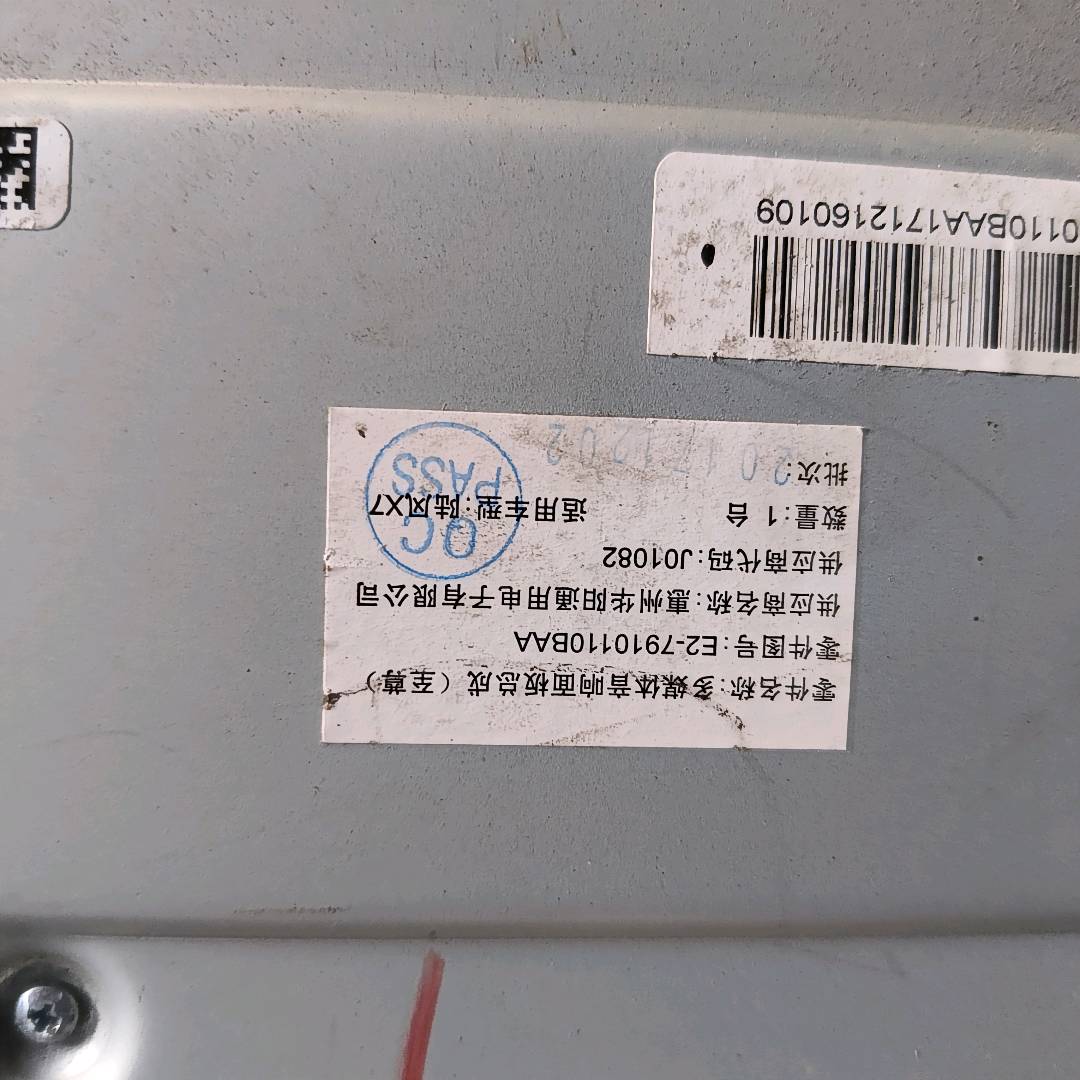 零件名称:多媒体音响面板总成（至尊）
零件图号:E2-7910110BAA
供应商名称:惠州华阳通用电子有限公司
供应商代码:J01082
数量:1 台 适用车型:陆风X7
批次:20171202
QC
PASS
0110BAA1712160109